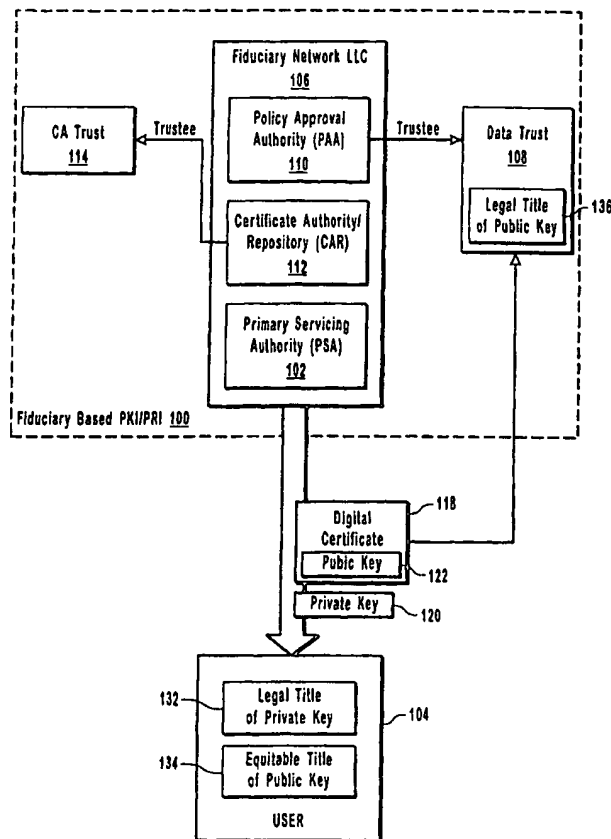 Fiduciary Network LLC
106
Policy Approval
Authority (PAA)
110
Trustee
CA Trust
114
Trustee
Data Trust
108
Legal Title
of Public Key
136
Certificate Authority/
Repository (CAR)
112
Primary Servicing
Authority (PSA)
102
Fiduciary Based PKI/PRI 100
Digital
Certificate
118
Pubic Key
122
Private Key
120
132
Legal Title
of Private Key
104
134
Equitable Title
of Public Key
USER